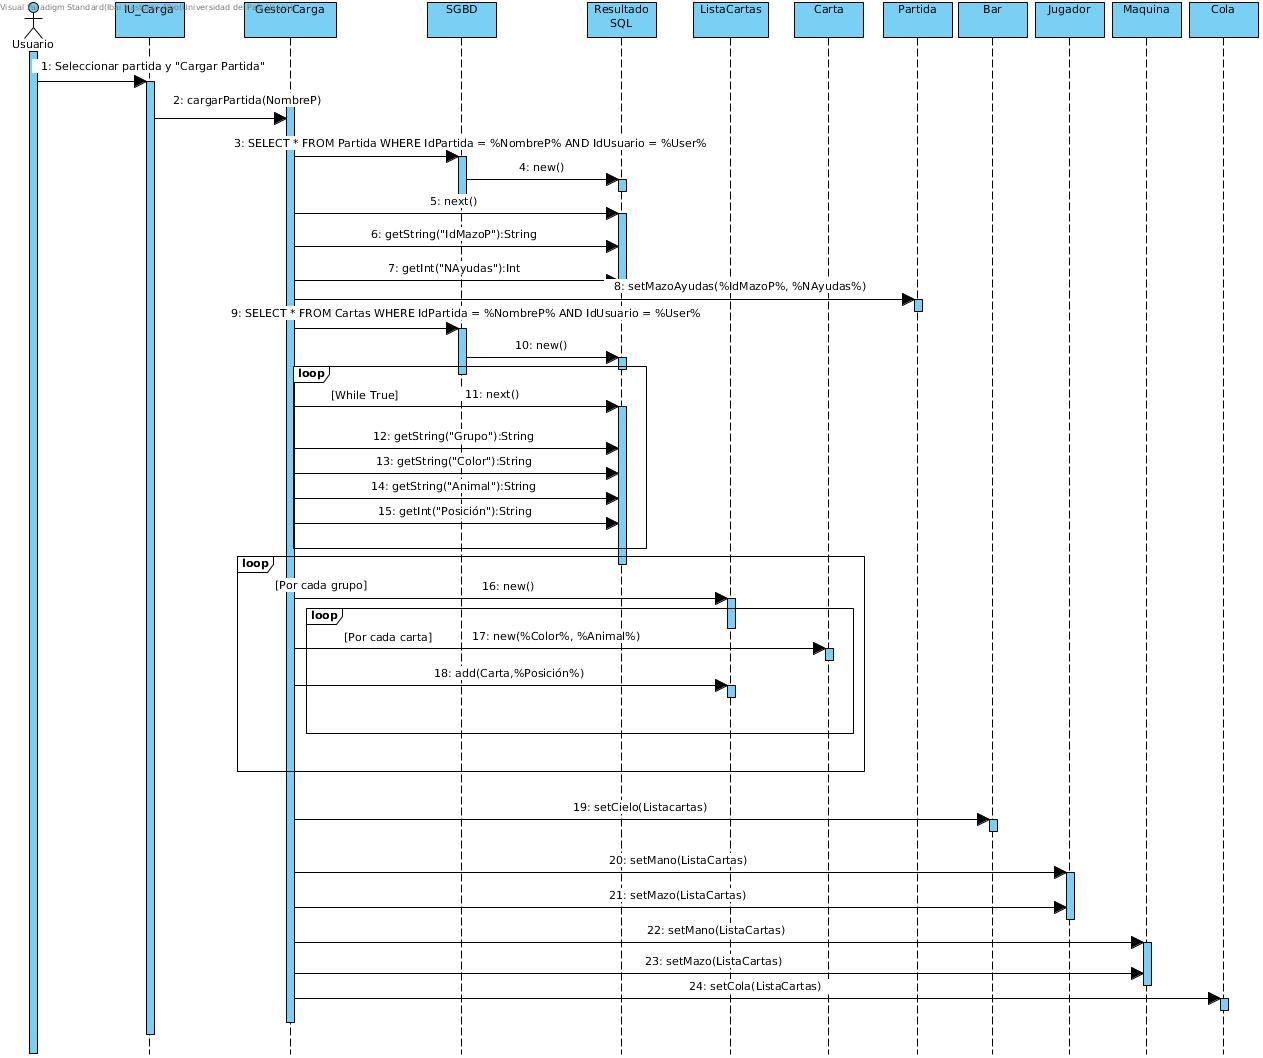 Visual Paradigm Standard(Iba
Universidad de
Usuario
IU_Carga
GestorCarga
SGBD
Resultado
SQL
ListaCartas
Carta
Partida
Bar
Jugador
Maquina
Cola
1: Seleccionar partida y "Cargar Partida"
2: cargarPartida(NombreP)
3: SELECT * FROM Partida WHERE IdPartida = %NombreP% AND IdUsuario = %User%
4: new()
5: next()
6: getString("IdMazoP"):String
7: getInt("NAyudas"):Int
8: setMazoAyudas(%IdMazoP%, %NAyudas%)
9: SELECT * FROM Cartas WHERE IdPartida = %NombreP% AND IdUsuario = %User%
10: new()
loop
[While True]
11: next()
12: getString("Grupo"):String
13: getString("Color"):String
14: getString("Animal"):String
15: getInt("Posición"):String
loop
[Por cada grupo]
16: new()
loop
[Por cada carta]
17: new(%Color%, %Animal%)
18: add(Carta,%Posición%)
19: setCielo(Listacartas)
20: setMano(ListaCartas)
21: setMazo(ListaCartas)
22: setMano(ListaCartas)
23: setMazo(ListaCartas)
24: setCola(ListaCartas)